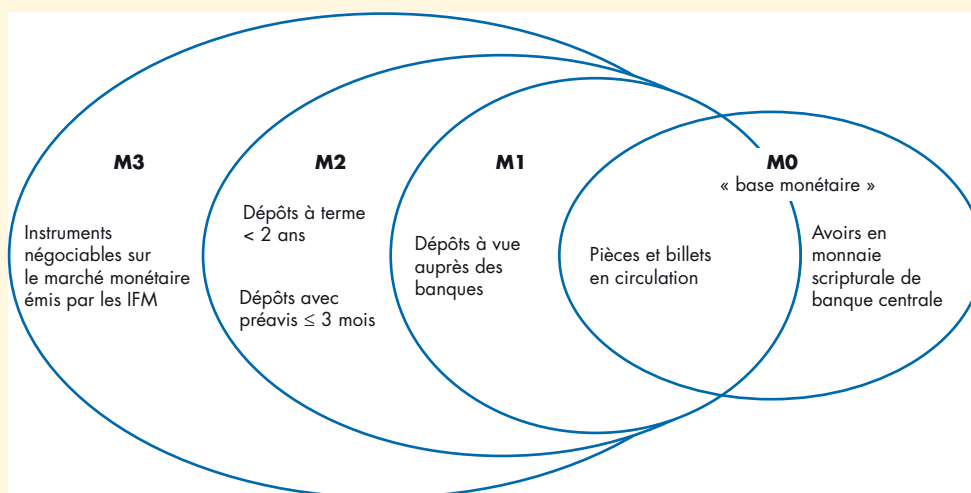 M3
Instruments
négociables sur
le marché monétaire
émis par les IFM
M2
Dépôts à terme
< 2 ans
Dépôts avec
préavis ≤ 3 mois
M1
Dépôts à vue
auprès des
banques
M0
« base monétaire »
Pièces et billets
en circulation
Avoirs en
monnaie
scripturale de
banque centrale